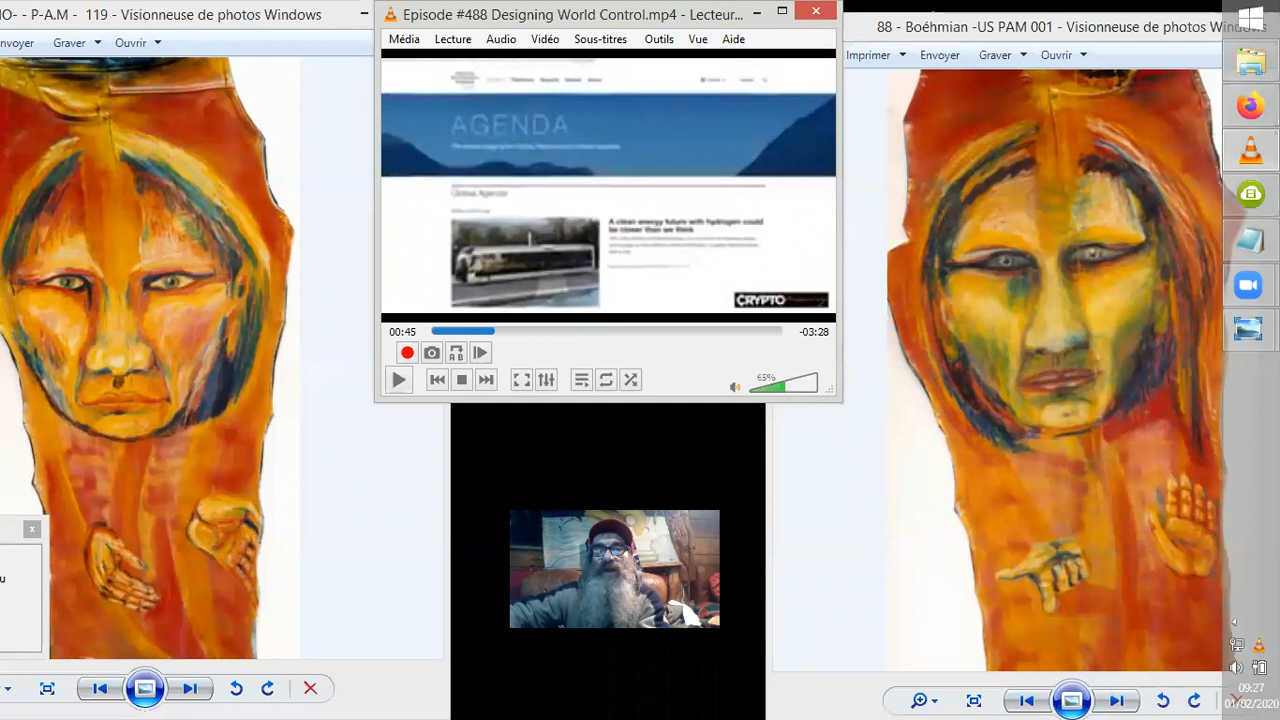 IO- - P-A.M. - 119 - Visionneuse de photos Windows
nvoyer Graver Ouvrir
Episode #488 Designing World Control.mp4 - Lecteur...
Média Lecture Audio Vidéo Sous-titres Outils Vue Aide
AGENDA
Global Agenda
A clean energy future with hydrogen could
be closer than we think
CRYPTO
00:45
-03:28
65%
88 - Boéhmian -US PAM 001 - Visionneuse de photos Windows
Imprimer Envoyer Graver Ouvrir
u
09:27
01/02/2020